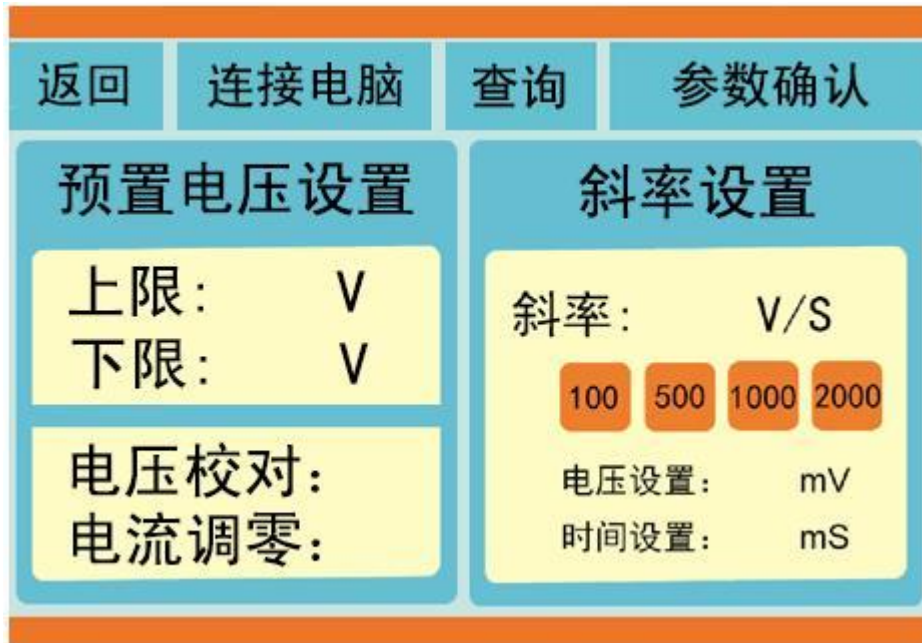 返回 连接电脑 查询 参数确认
预置电压设置
上限: V
下限: V
电压校对:
电流调零:
斜率设置
斜率: V/S
100 500 1000 2000
电压设置: mV
时间设置: mS